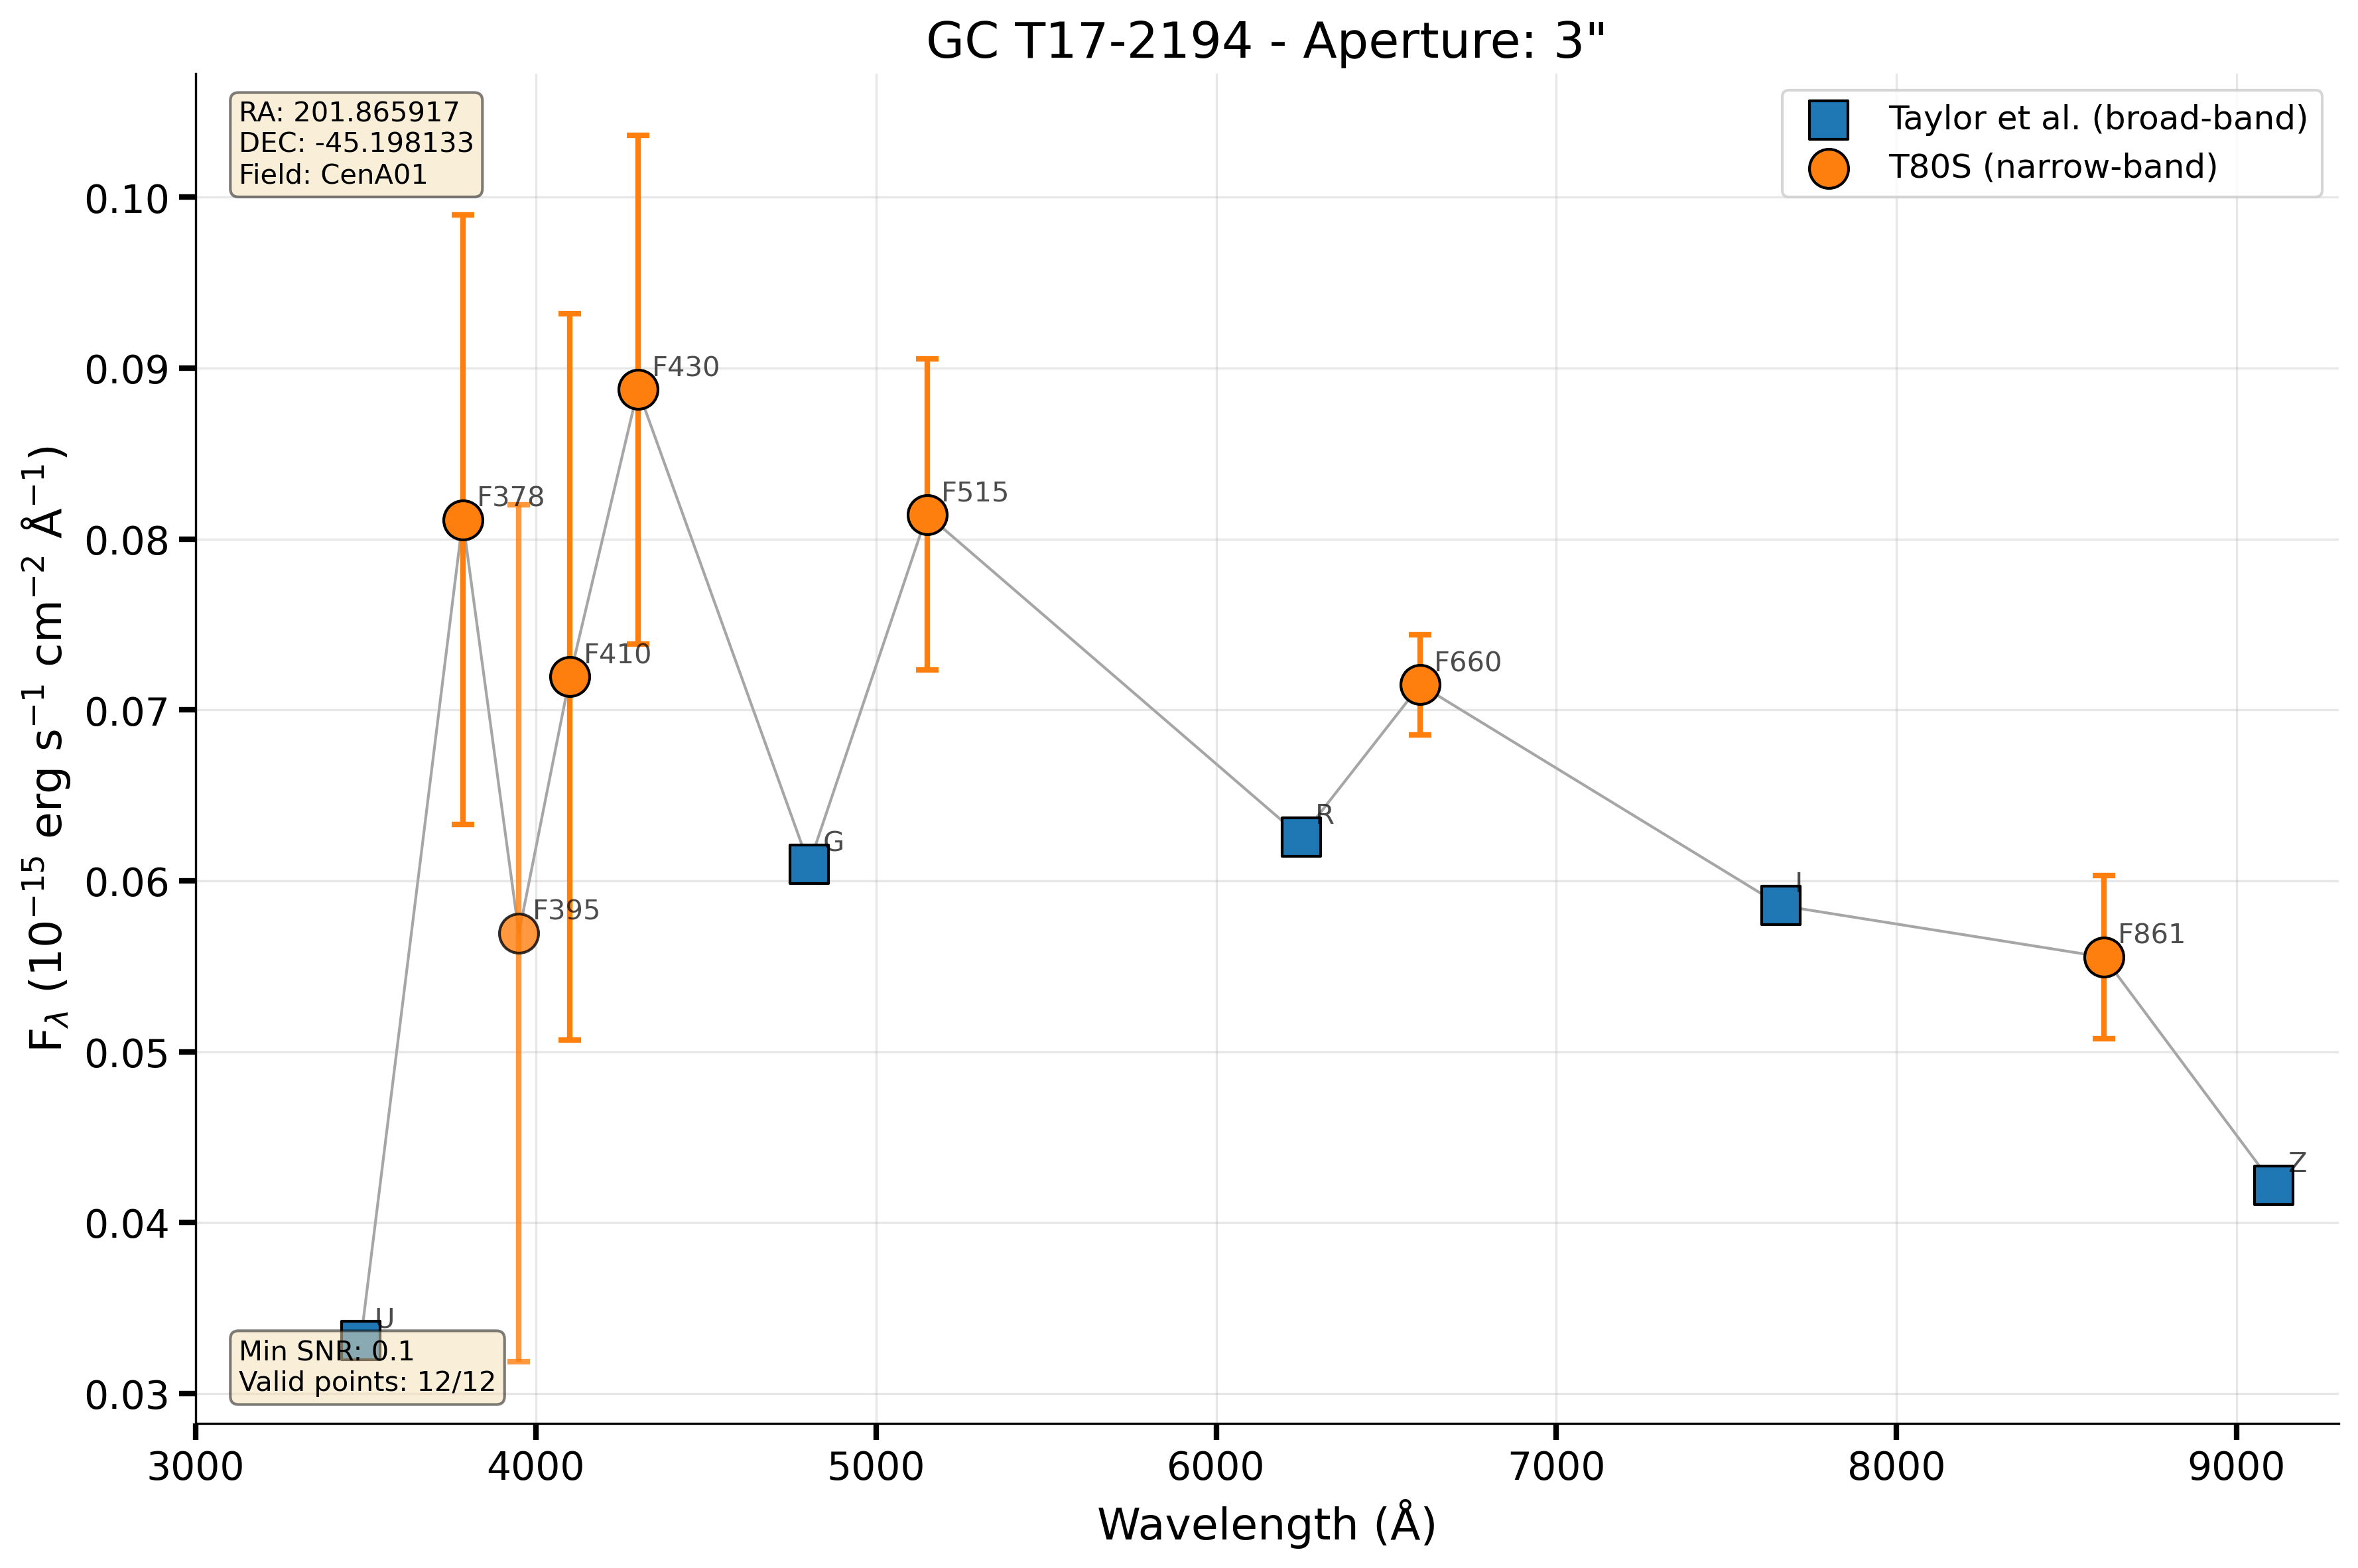 GC T17-2194 - Aperture: 3"
RA: 201.865917
DEC: -45.198133
Field: CenA01
Taylor et al. (broad-band)
T80S (narrow-band)
0.10
0.09
0.08
0.07
0.06
0.05
0.04
0.03
F_λ (10⁻¹⁵ erg s⁻¹ cm⁻² Å⁻¹)
F378
F395
F410
F430
F515
F660
F861
U
G
R
I
Z
Min SNR: 0.1
Valid points: 12/12
3000 4000 5000 6000 7000 8000 9000
Wavelength (Å)